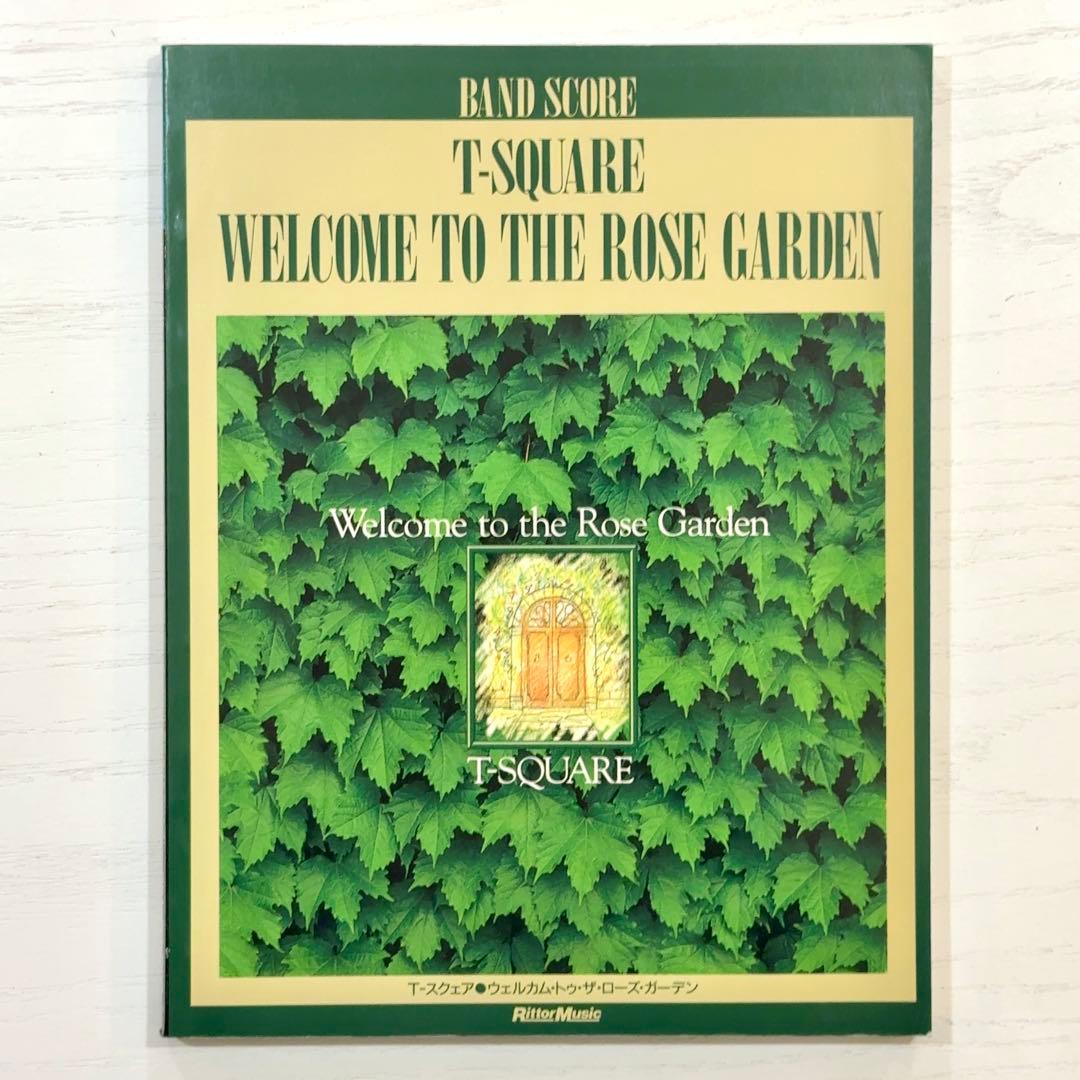 BAND SCORE
T-SQUARE
WELCOME TO THE ROSE GARDEN
Welcome to the Rose Garden
T-SQUARE
T-スクェア●ウェルカム・トゥ・ザ・ローズ・ガーデン
RittorMusic